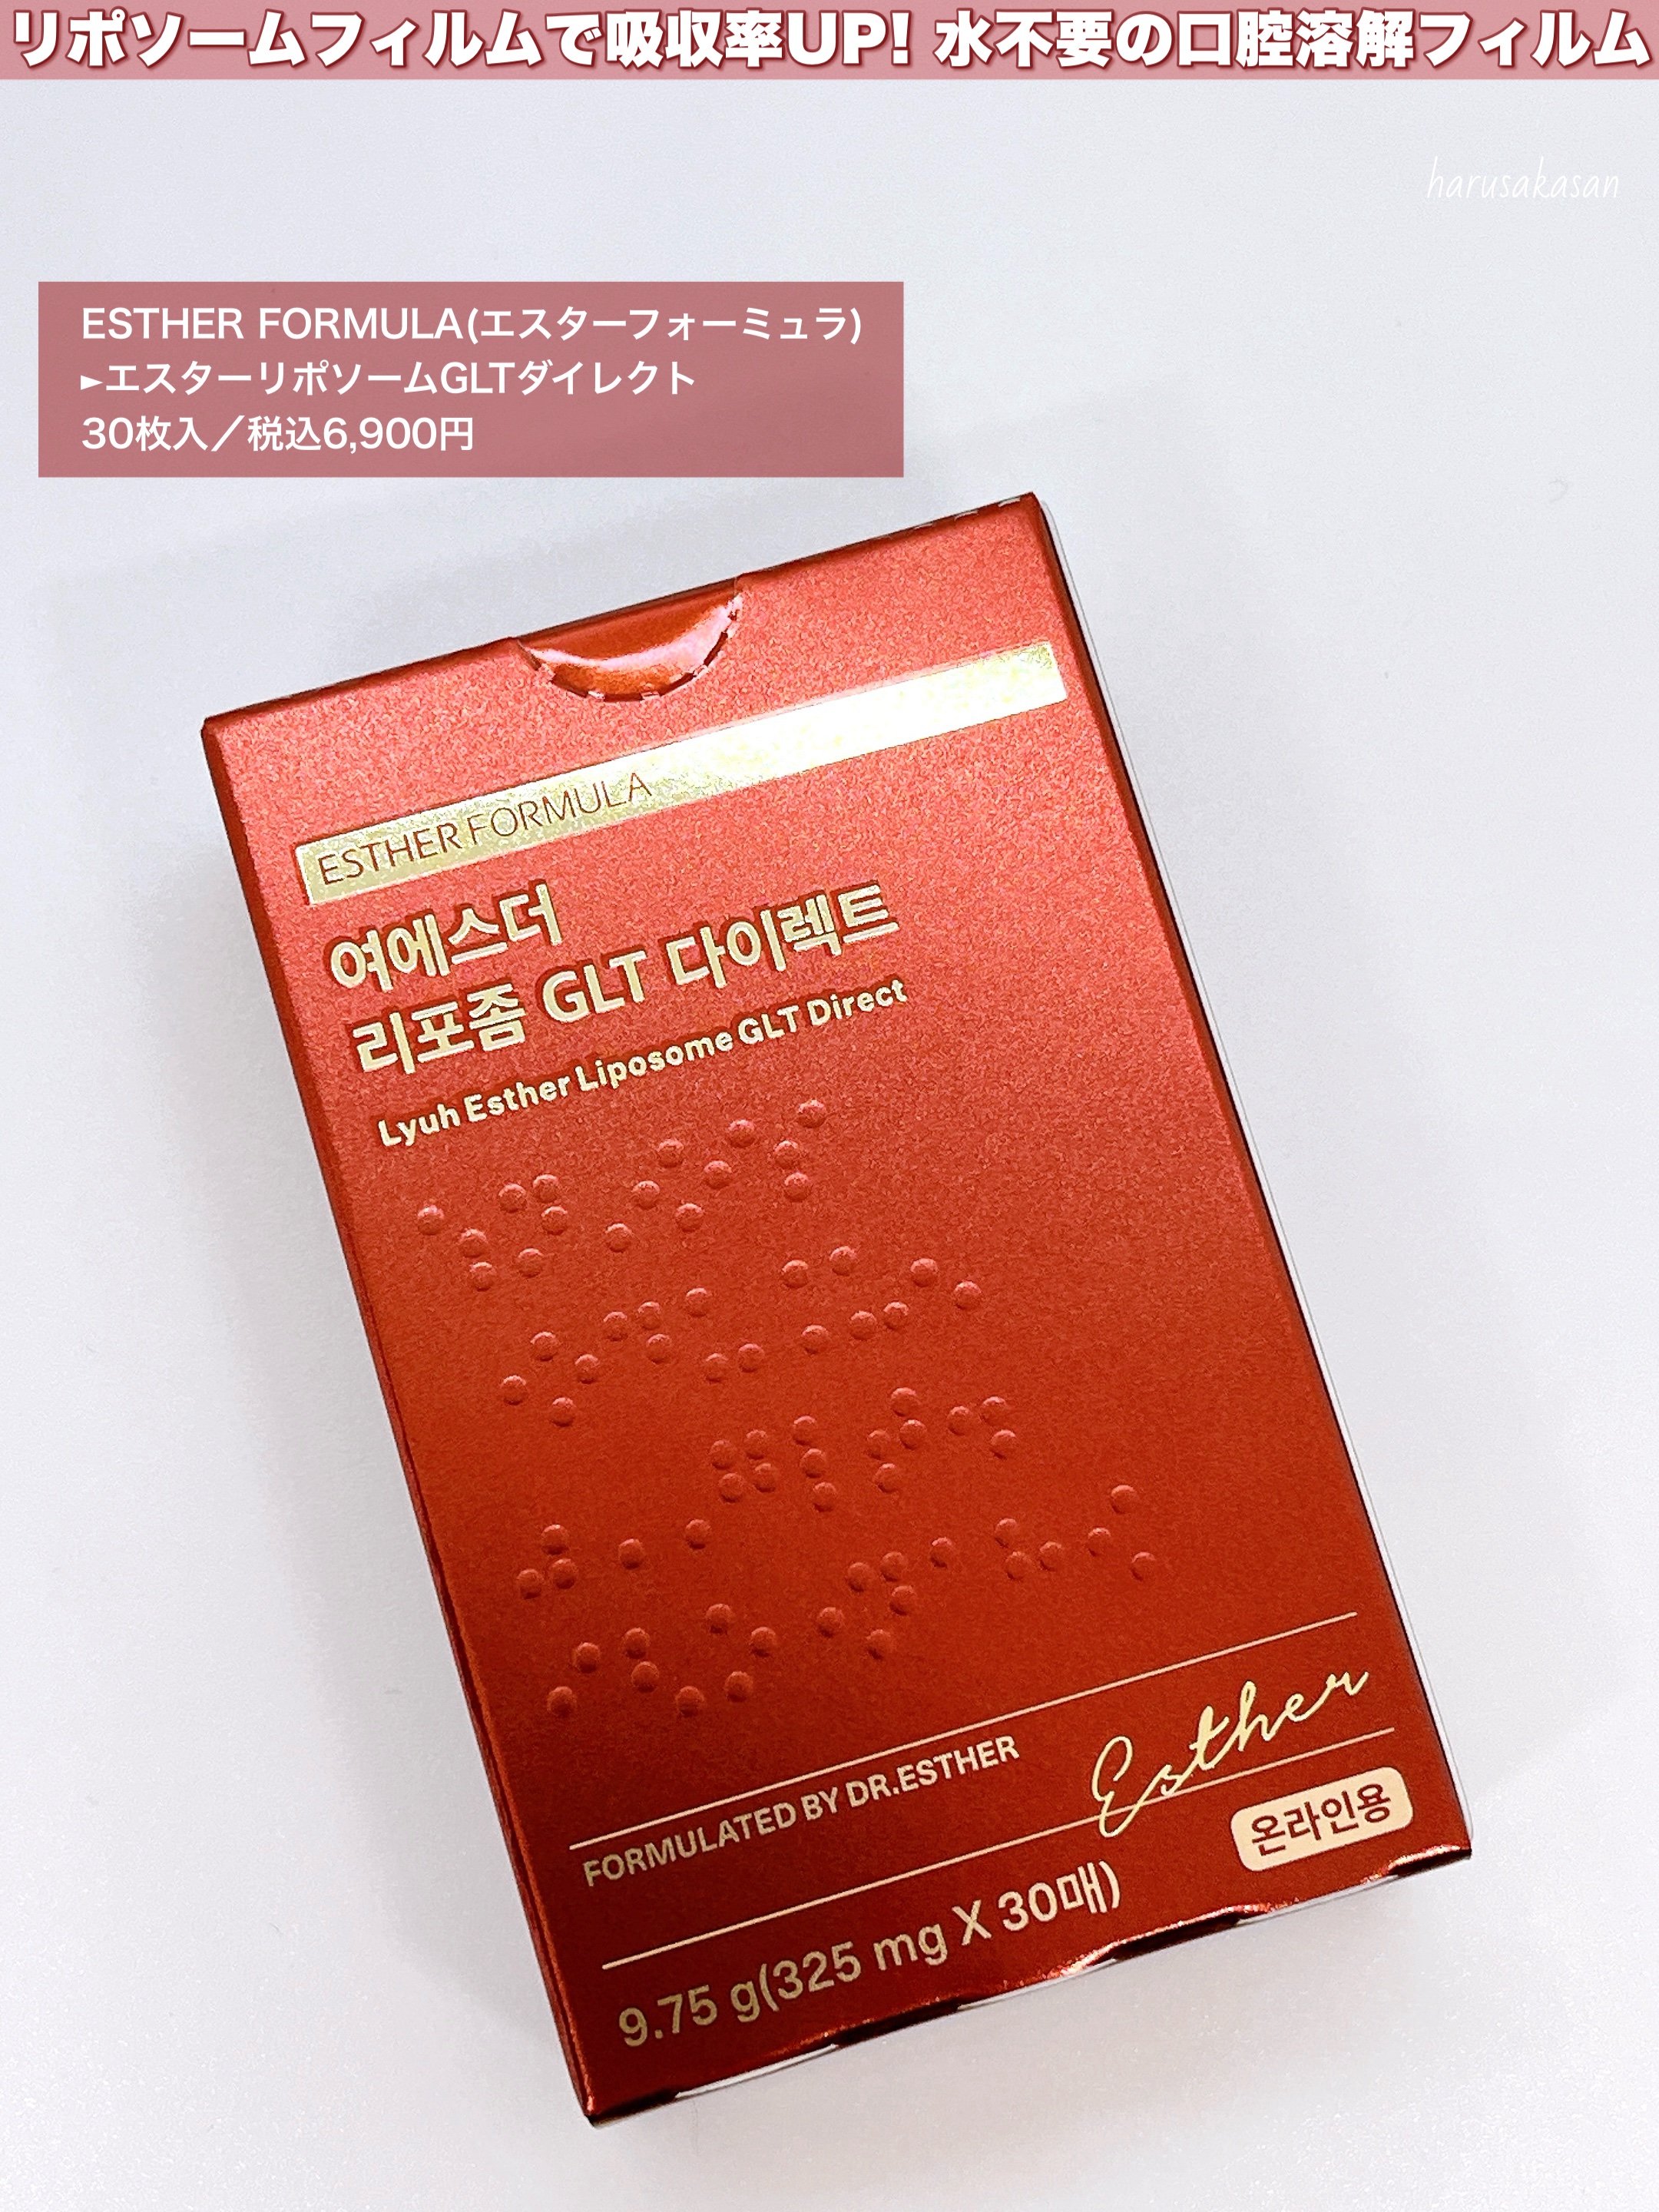 リポソームフィルムで吸収率UP! 水不要の口腔溶解フィルム
harusakasan
ESTHER FORMULA(エスターフォーミュラ)
►エスターリポソームGLTダイレクト
30枚入／税込6,900円
ESTHER FORMULA
여에스더
리포좀 GLT 다이렉트
Lyuh Esther Liposome GLT Direct
FORMULATED BY DR.ESTHER
Esther
온라인용
9.75 g(325 mg X 30매)